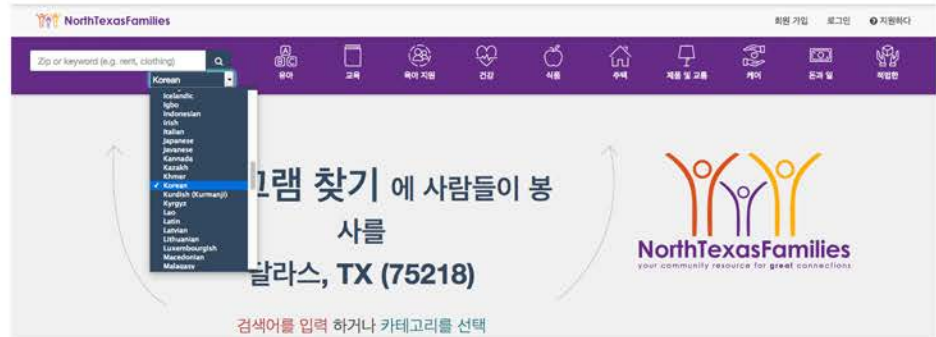 NorthTexasFamilies
회원 가입 로그인 지원하다
Zip or keyword (e.g. rent, clothing)
유아 교육 육아 지원 건강 식품 주택 제품 및 교통 케어 돈과 일 적법한
Korean
Icelandic
Igbo
Indonesian
Irish
Italian
Japanese
Javanese
Kannada
Kazakh
Khmer
✓ Korean
Kurdish (Kurmanji)
Kyrgyz
Lao
Latin
Latvian
Lithuanian
Luxembourgish
Macedonian
Malagasy
램 찾기 에 사람들이 봉
사를
달라스, TX (75218)
검색어를 입력 하거나 카테고리를 선택
NorthTexasFamilies
your community resource for great connections